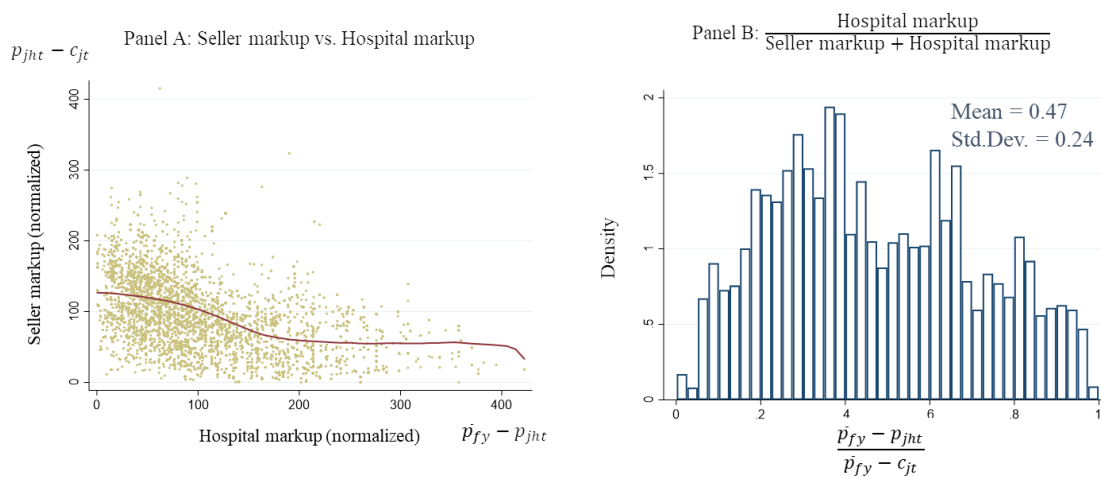 Panel A: Seller markup vs. Hospital markup
p_jht − c_jt
Seller markup (normalized)
400
300
200
100
0
0
100
200
300
400
Hospital markup (normalized)
p̄_fy − p_jht
Panel B:
Hospital markup
Seller markup + Hospital markup
Mean = 0.47
Std.Dev. = 0.24
Density
2
1.5
1
.5
0
0
.2
.4
.6
.8
1
p̄_fy − p_jht
p̄_fy − c_jt